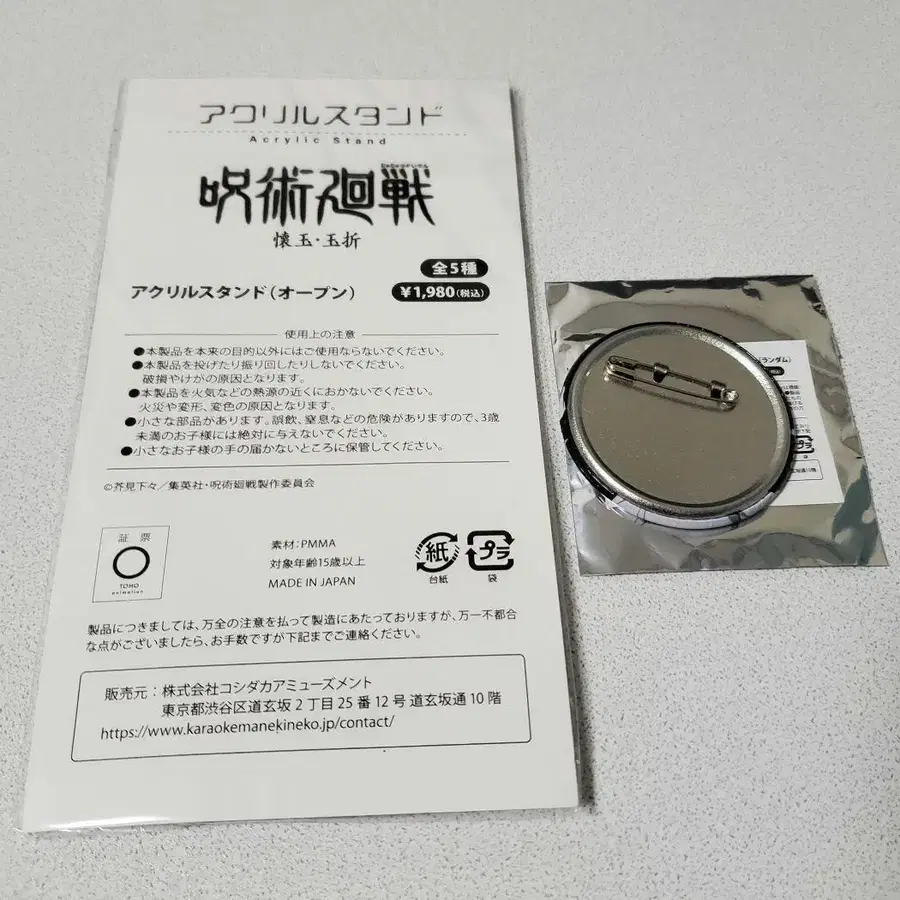 アクリルスタンド
Acrylic Stand
呪術廻戦
懐玉・玉折
全5種
アクリルスタンド（オープン）
￥1,980（税込）
使用上の注意
●本製品を本来の目的以外にはご使用ならないでください。
●本製品を投げたり振り回したりしないでください。
破損やけがの原因となります。
●本製品を火気などの熱源の近くにおかないでください。
火災や変形、変色の原因となります。
●小さな部品があります。誤飲、窒息などの危険がありますので、3歳
未満のお子様には絶対に与えないでください。
●小さなお子様の手の届かないところに保管してください。
©芥見下々／集英社・呪術廻戦製作委員会
証票
TOHO
animation
素材：PMMA
対象年齢15歳以上
MADE IN JAPAN
紙
台紙
プラ
袋
製品につきましては、万全の注意を払って製造にあたっておりますが、万一不都合
な点がございましたら、お手数ですが下記までご連絡ください。
販売元：株式会社コシダカアミューズメント
東京都渋谷区道玄坂2丁目25番12号 道玄坂通10階
https://www.karaokemanekineko.jp/contact/
ランダム）
プラ